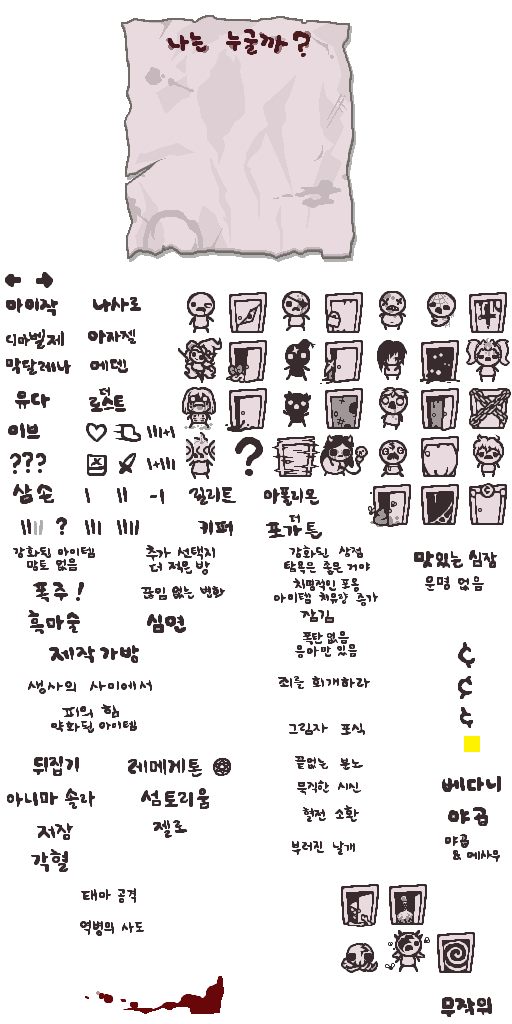 나는 누굴까?
아이작 나사로
디마벨제 아자젤
막달레나 에덴
유다 더 로스트
이브
???
삼손 릴리트 아폴리온
? 키퍼 더 포가튼
강화된 아이템
맘토 없음
추가 선택지
더 적은 방
강화된 상점
탐욕은 좋은 거야
맛있는 심장
운명 없음
폭주!
끊임 없는 변화
치명적인 포옹
아이템 치유량 증가
흑마술 심연
잠김
폭탄 없음
응아만 있음
제작 가방
생사의 사이에서
죄를 회개하라
피의 힘
약화된 아이템
그림자 포식
뒤집기 레메게톤
끝없는 분노
아니마 솔라 섬토리움
묵직한 시신
베다니
저장 젤로
혈전 소환
야곱
각혈
부러진 날개
야곱
& 에사우
태마 공격
역병의 사도
무작위